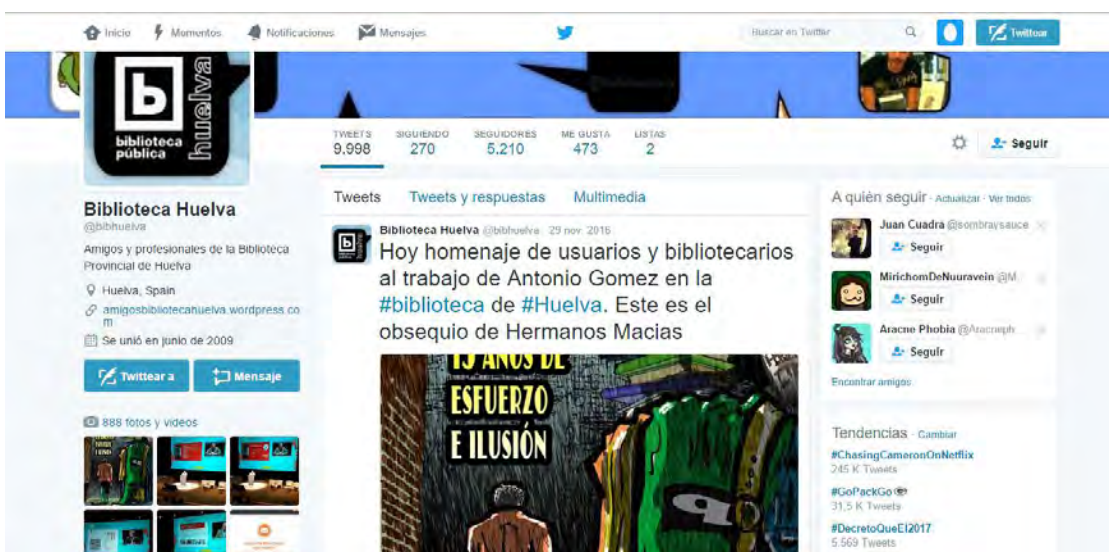 Inicio Momentos Notificaciones Mensajes Buscar en Twitter Twittear
b
huelva
biblioteca
pública
TWEETS SIGUIENDO SEGUIDORES ME GUSTA LISTAS
9.998 270 5.210 473 2
Seguir
Biblioteca Huelva
@bibhuelva
Amigos y profesionales de la Biblioteca
Provincial de Huelva
Huelva, Spain
amigosbibliotecahuelva.wordpress.co
m
Se unió en junio de 2009
Twittear a Mensaje
888 fotos y vídeos
Tweets Tweets y respuestas Multimedia
Biblioteca Huelva @bibhuelva 29 nov. 2016
Hoy homenaje de usuarios y bibliotecarios
al trabajo de Antonio Gomez en la
#biblioteca de #Huelva. Este es el
obsequio de Hermanos Macias
15 AÑOS DE
ESFUERZO
E ILUSIÓN
A quién seguir · Actualizar · Ver todos
Juan Cuadra @sombraysauce
Seguir
MirichomDeNuuravein @M
Seguir
Aracne Phobia @Aracneph
Seguir
Encontrar amigos
Tendencias · Cambiar
#ChasingCameronOnNetflix
245 K Tweets
#GoPackGo
31,5 K Tweets
#DecretoQueEl2017
5.569 Tweets